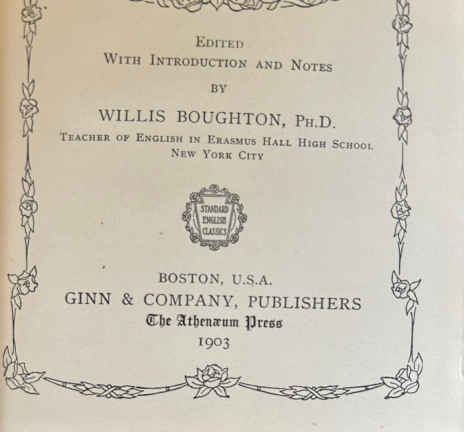 Edited
With Introduction and Notes
BY
WILLIS BOUGHTON, Ph.D.
Teacher of English in Erasmus Hall High School
New York City
STANDARD
ENGLISH
CLASSICS
BOSTON, U.S.A.
GINN & COMPANY, PUBLISHERS
The Athenæum Press
1903